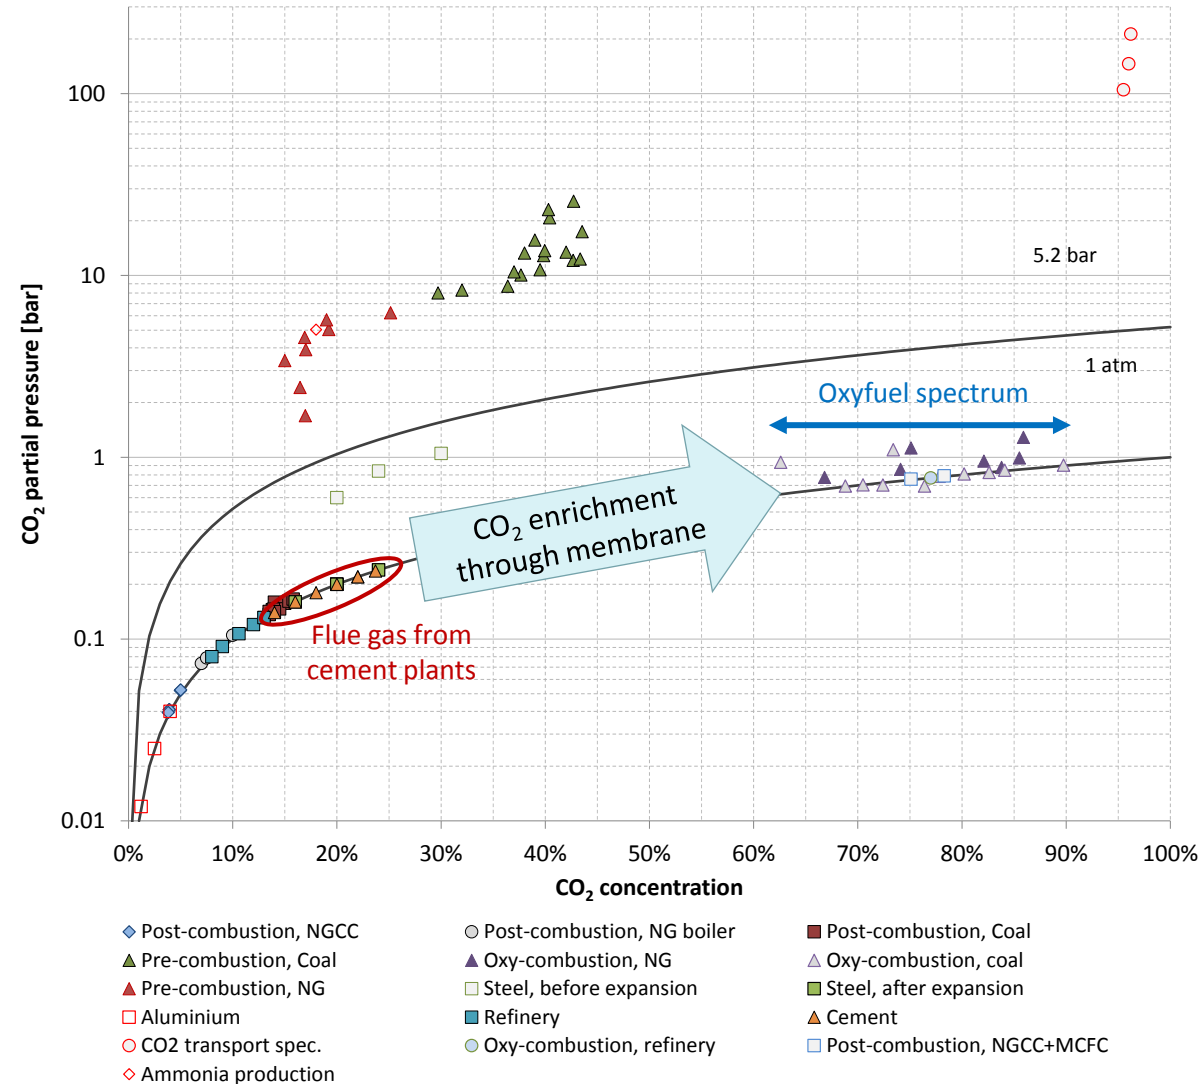 100
10
1
0.1
0.01
CO₂ partial pressure [bar]
5.2 bar
1 atm
Oxyfuel spectrum
CO₂ enrichment
through membrane
Flue gas from
cement plants
0% 10% 20% 30% 40% 50% 60% 70% 80% 90% 100%
CO₂ concentration
Post-combustion, NGCC Post-combustion, NG boiler Post-combustion, Coal
Pre-combustion, Coal Oxy-combustion, NG Oxy-combustion, coal
Pre-combustion, NG Steel, before expansion Steel, after expansion
Aluminium Refinery Cement
CO2 transport spec. Oxy-combustion, refinery Post-combustion, NGCC+MCFC
Ammonia production